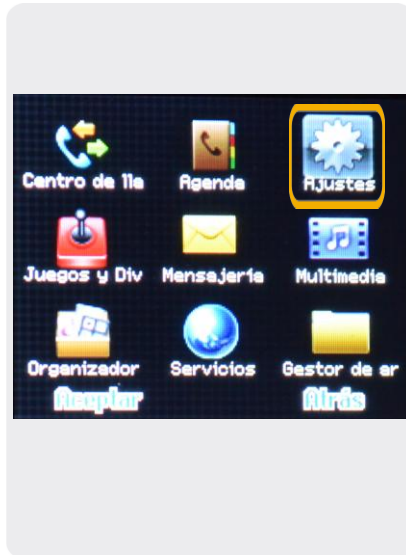 Centro de lla
Agenda
Ajustes
Juegos y Div
Mensajería
Multimedia
Organizador
Servicios
Gestor de ar
Aceptar
Atrás